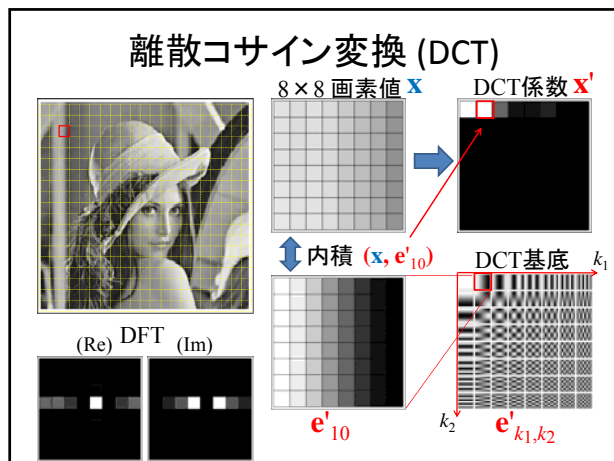 離散コサイン変換 (DCT)
8×8 画素値 x
DCT係数 x'
内積 (x, e'10)
DCT基底
k1
DFT
(Re) (Im)
e'10
k2
e'k1,k2